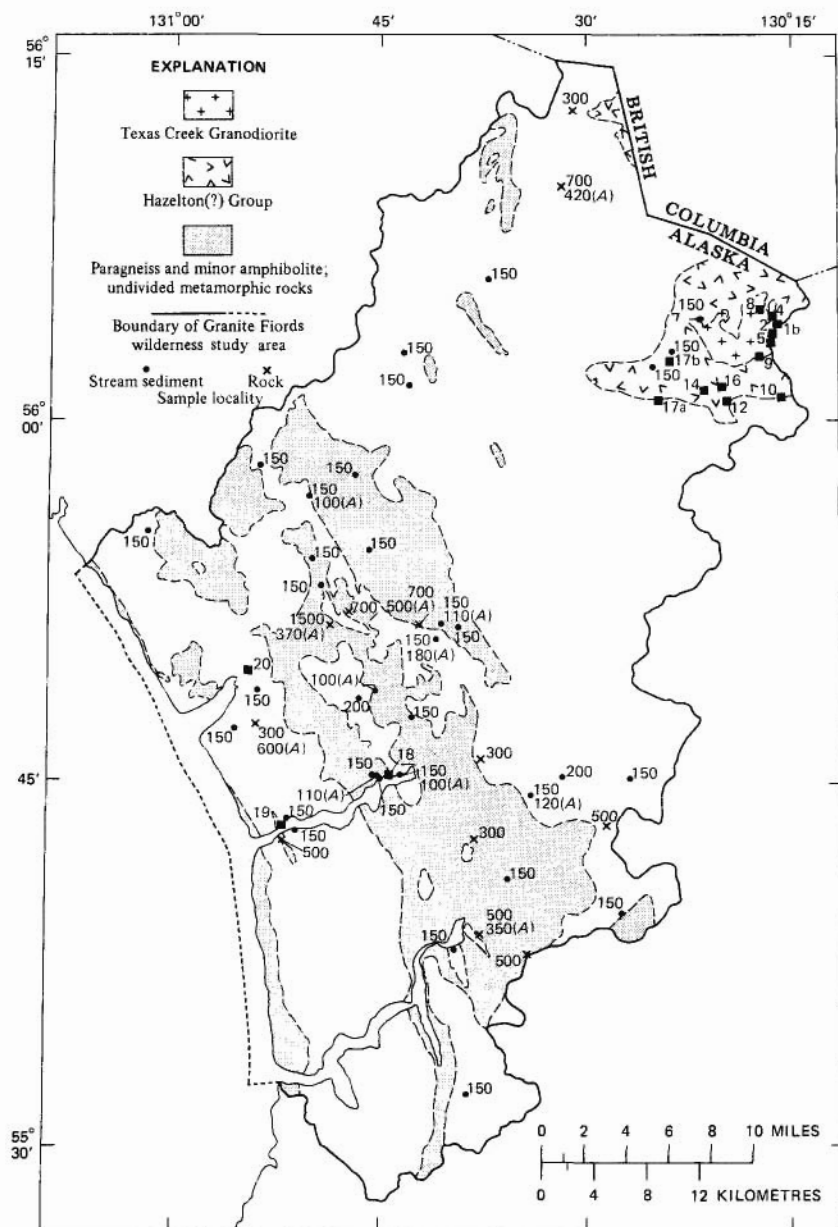 131° 00'
45'
30'
130° 15'
56°
15'
EXPLANATION
Texas Creek Granodiorite
Hazelton(?) Group
Paragneiss and minor amphibolite;
undivided metamorphic rocks
Boundary of Granite Fiords
wilderness study area
Stream sediment
Rock
Sample locality
300
BRITISH
COLUMBIA
ALASKA
700
420(A)
150
150
150
150
8
4
2
1b
5
9
150
17b
150
16
14
10
17a
12
56°
00'
150
150
150
100(A)
150
150
150
150
700
700
500(A)
1500
370(A)
150
110(A)
150
150
180(A)
20
100(A)
150
200
150
150
300
600(A)
300
18
150
150
100(A)
110(A)
150
200
150
150
120(A)
45'
19
150
150
500
500
300
150
150
500
350(A)
150
500
150
55°
30'
0 2 4 6 8 10 MILES
0 4 8 12 KILOMETRES